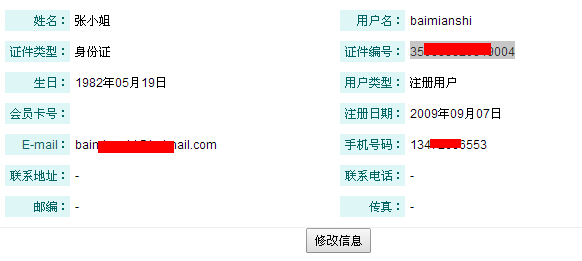 姓名： 张小姐 用户名： baimianshi
证件类型： 身份证 证件编号： 35 0004
生日： 1982年05月19日 用户类型： 注册用户
会员卡号： 注册日期： 2009年09月07日
E-mail： mail.com 手机号码： 134 6553
联系地址： - 联系电话： -
邮编： - 传真： -
修改信息